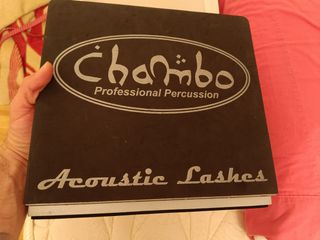 Chambo
Professional Percussion
Acoustic Lashes